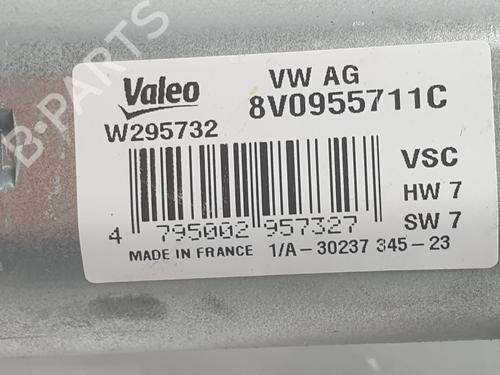 Valeo
VW AG
8V0955711C
W295732
VSC
HW 7
SW 7
4 795002 957327
MADE IN FRANCE 1/A-30237 345-23
B-PARTS